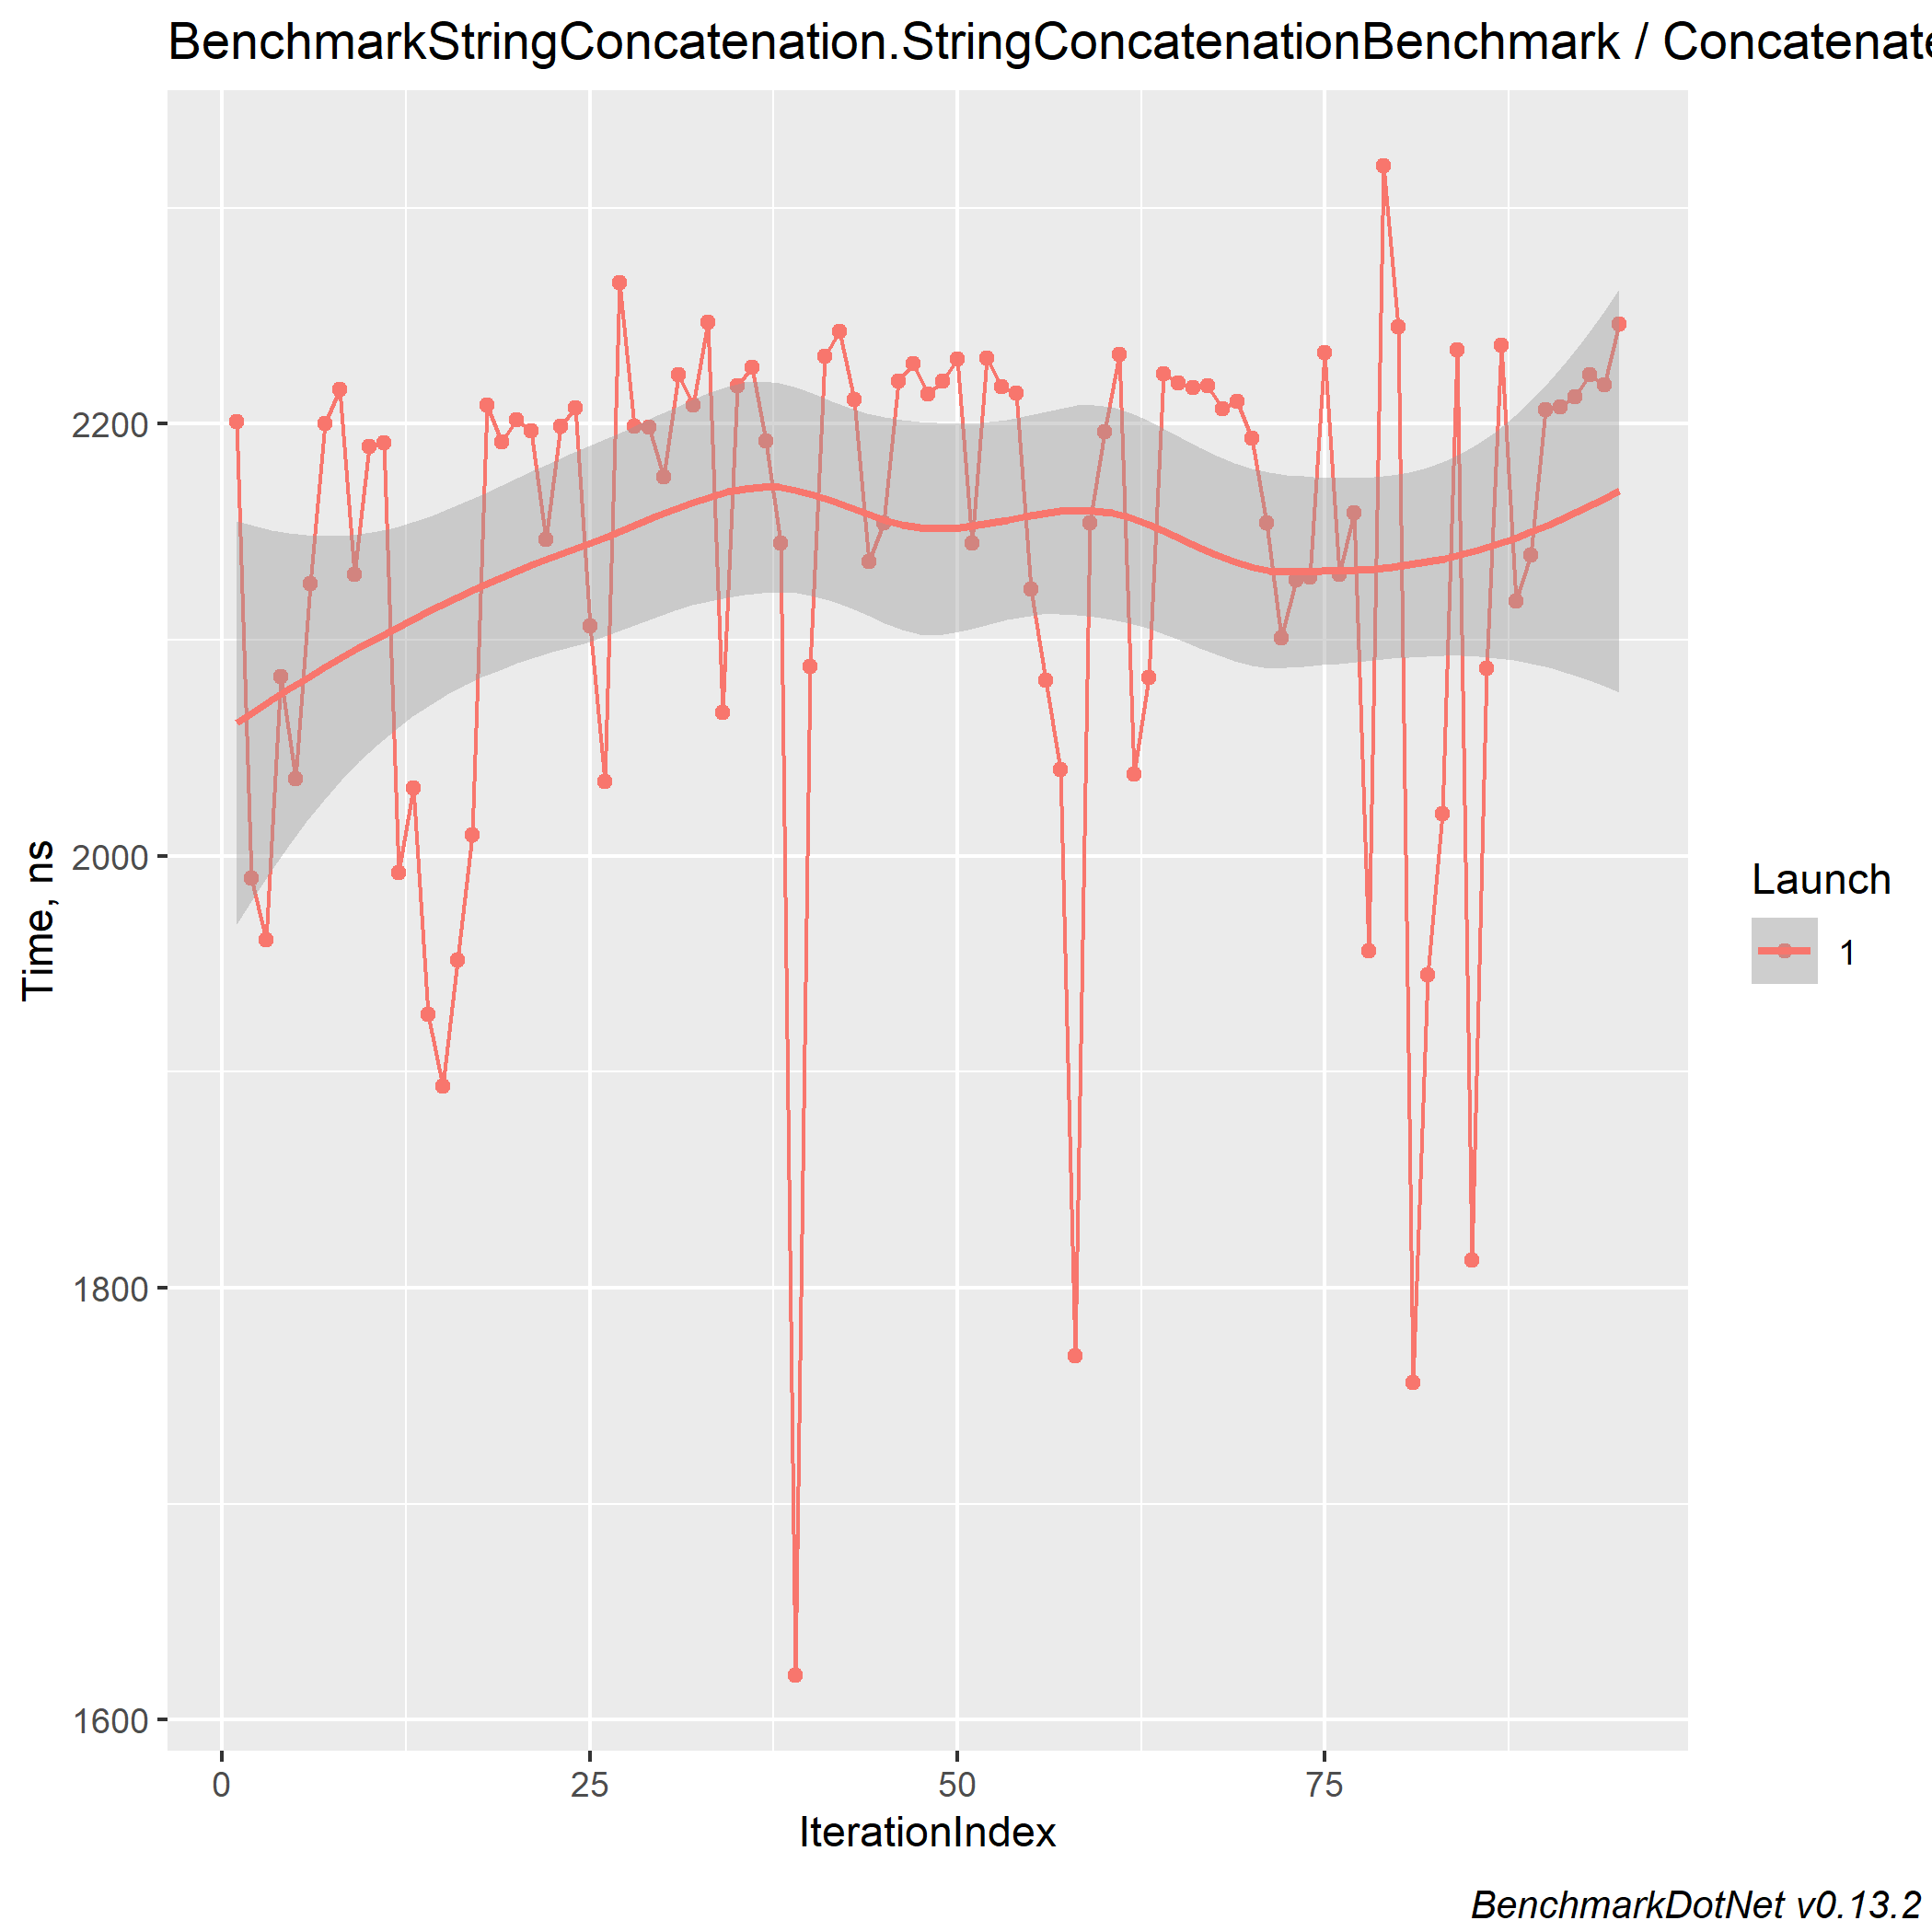 BenchmarkStringConcatenation.StringConcatenationBenchmark / Concatenate
Time, ns
2200
2000
1800
1600
0 25 50 75
IterationIndex
Launch
1
BenchmarkDotNet v0.13.2